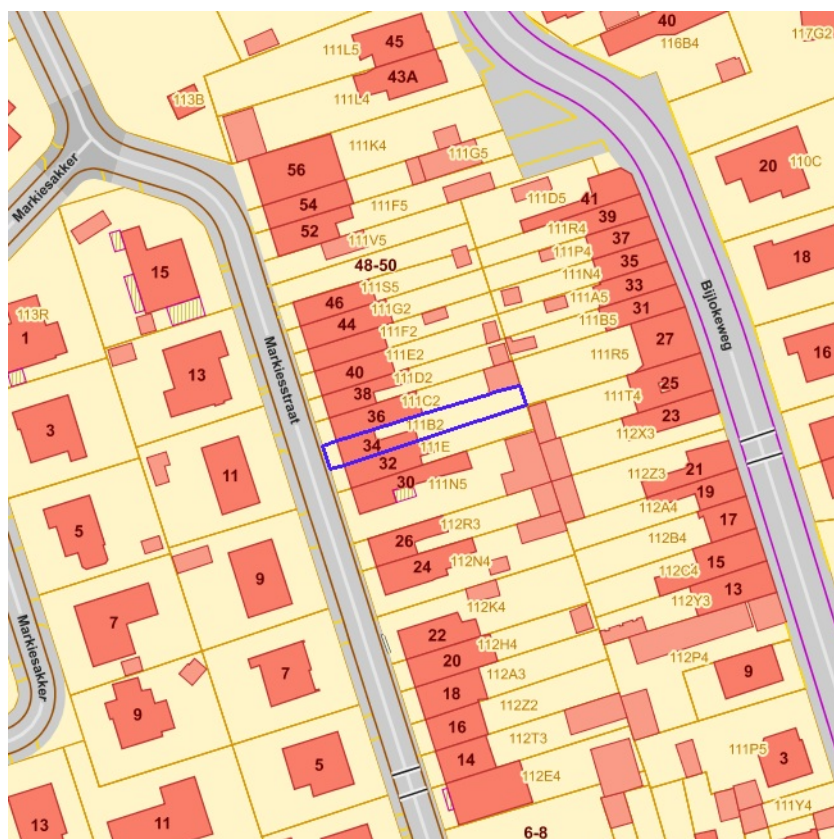 45
40
111L5
116B4
117G2
43A
113B
111L4
56
111K4
111G5
20
110C
Markiesakker
54
111F5
111D5
41
39
52
111V5
111R4
37
15
48-50
111P4
35
18
111S5
111N4
33
46
111G2
111A5
31
113R
44
111F2
111B5
Bijlokeweg
1
111E2
111R5
27
16
Markiesstraat
40
111D2
13
38
111C2
25
36
111B2
111T4
23
3
34
111E
112X3
32
11
30
111N5
112Z3
21
19
5
112R3
112A4
17
26
112B4
112N4
15
9
24
112C4
13
7
112K4
112Y3
22
112H4
Markiesakker
20
112P4
7
112A3
9
18
9
112Z2
16
112T3
111P5
5
14
3
112E4
111Y4
13
11
6-8